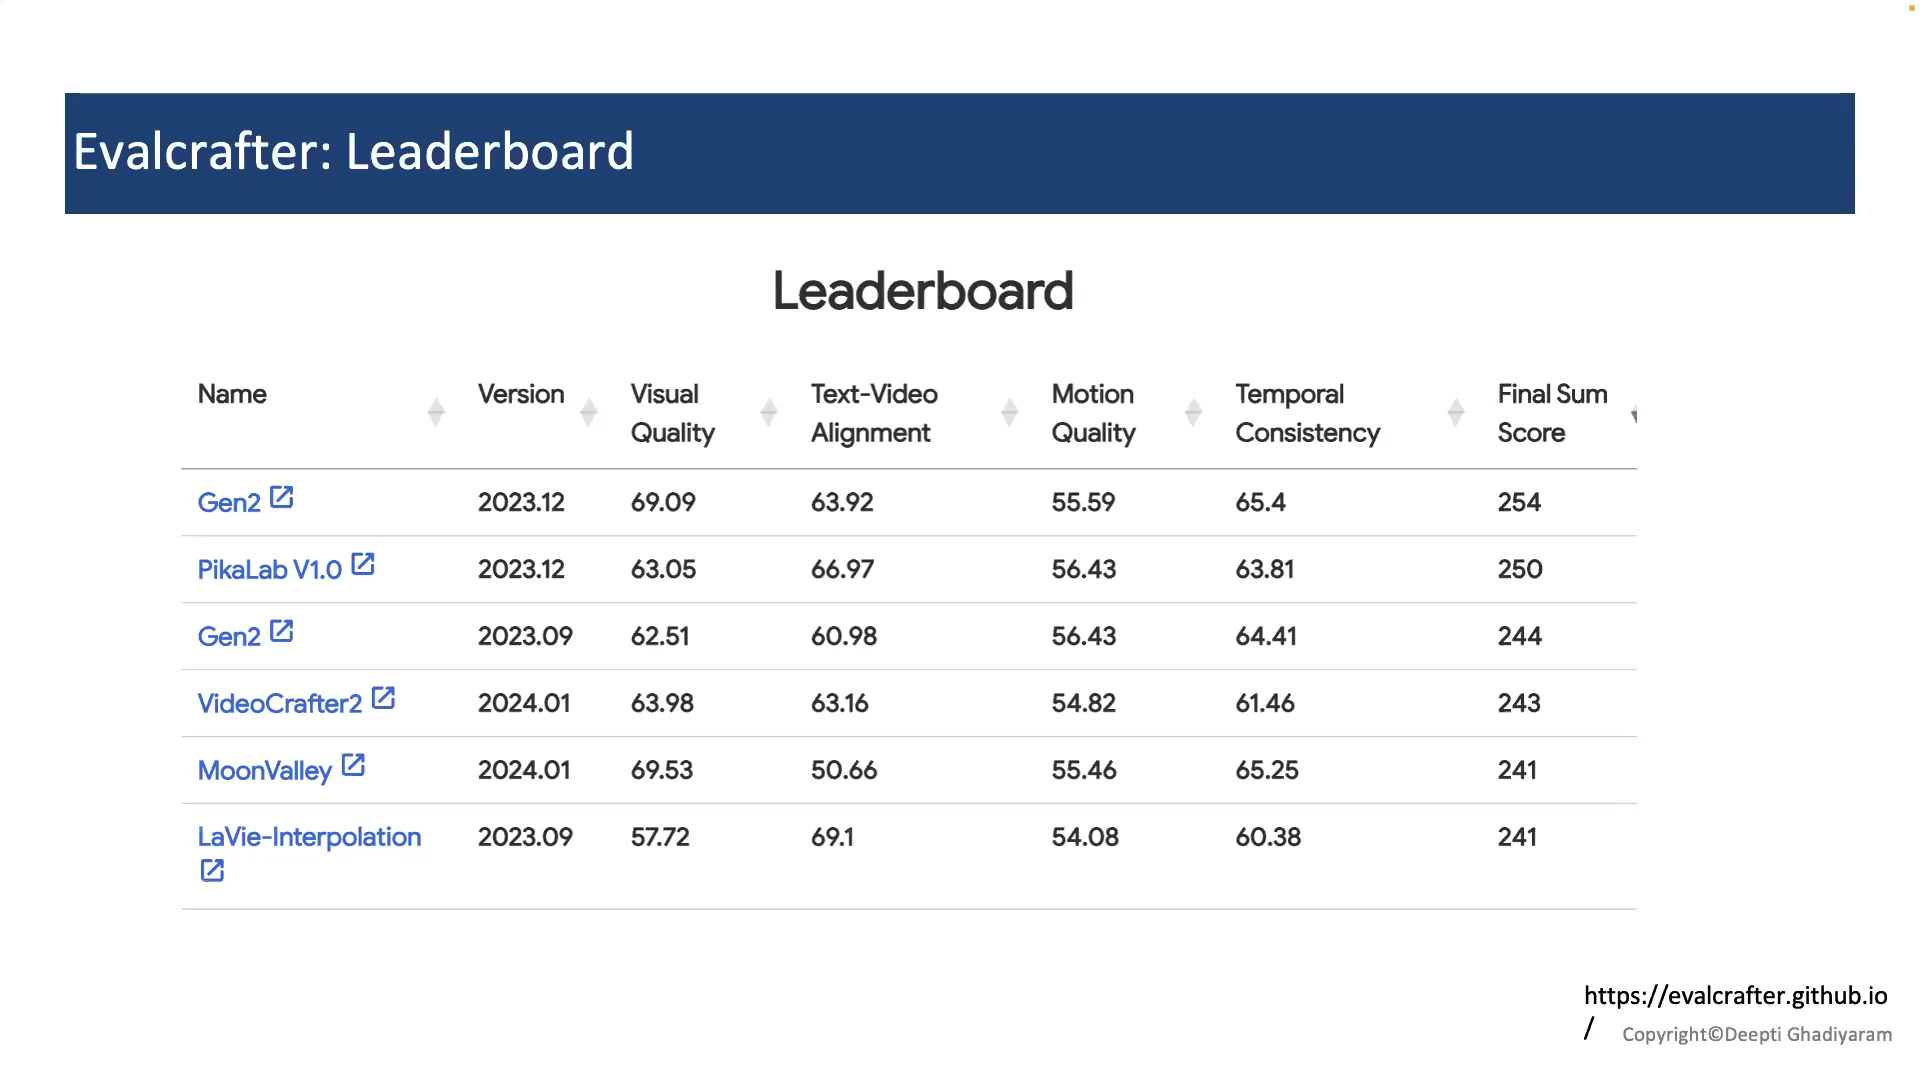 Evalcrafter: Leaderboard
Leaderboard
Name Version Visual Quality Text-Video Alignment Motion Quality Temporal Consistency Final Sum Score
Gen2 2023.12 69.09 63.92 55.59 65.4 254
PikaLab V1.0 2023.12 63.05 66.97 56.43 63.81 250
Gen2 2023.09 62.51 60.98 56.43 64.41 244
VideoCrafter2 2024.01 63.98 63.16 54.82 61.46 243
MoonValley 2024.01 69.53 50.66 55.46 65.25 241
LaVie-Interpolation 2023.09 57.72 69.1 54.08 60.38 241
https://evalcrafter.github.io
/
Copyright©Deepti Ghadiyaram